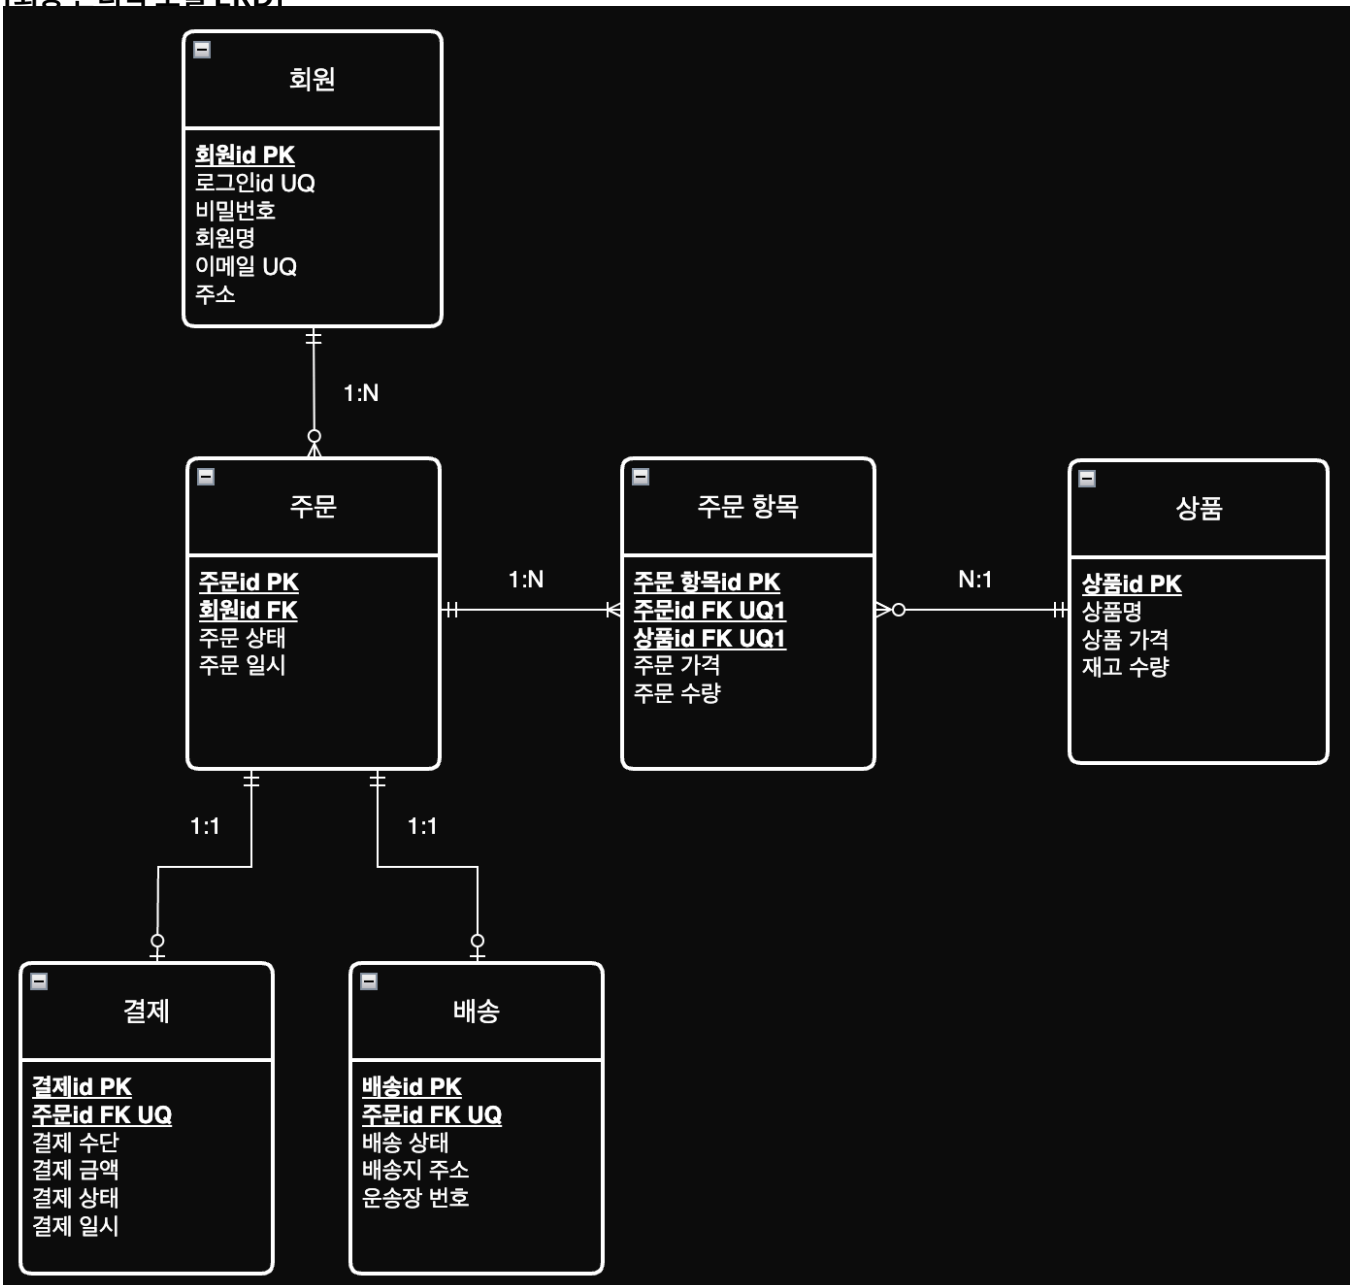 회원
회원id PK
로그인id UQ
비밀번호
회원명
이메일 UQ
주소
1:N
주문
주문id PK
회원id FK
주문 상태
주문 일시
1:N
주문 항목
주문 항목id PK
주문id FK UQ1
상품id FK UQ1
주문 가격
주문 수량
N:1
상품
상품id PK
상품명
상품 가격
재고 수량
1:1
1:1
결제
결제id PK
주문id FK UQ
결제 수단
결제 금액
결제 상태
결제 일시
배송
배송id PK
주문id FK UQ
배송 상태
배송지 주소
운송장 번호